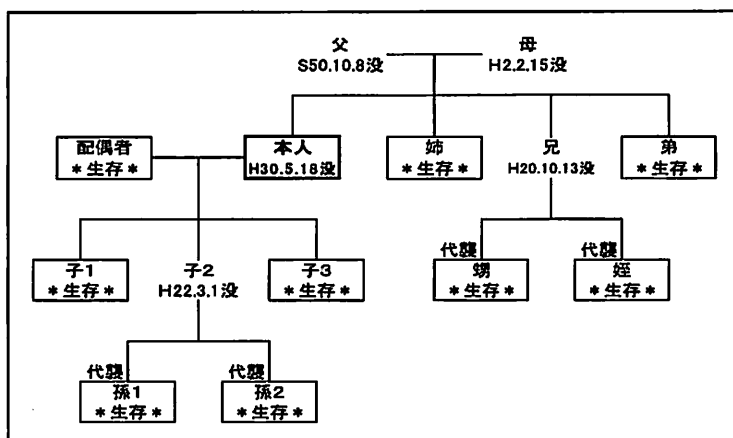 父 母
S50.10.8没 H2.2.15没
配偶者 本人 姉 兄 弟
*生存* H30.5.18没 *生存* H20.10.13没 *生存*
代襲 代襲
子1 子2 子3 甥 姪
*生存* H22.3.1没 *生存* *生存* *生存*
代襲 代襲
孫1 孫2
*生存* *生存*